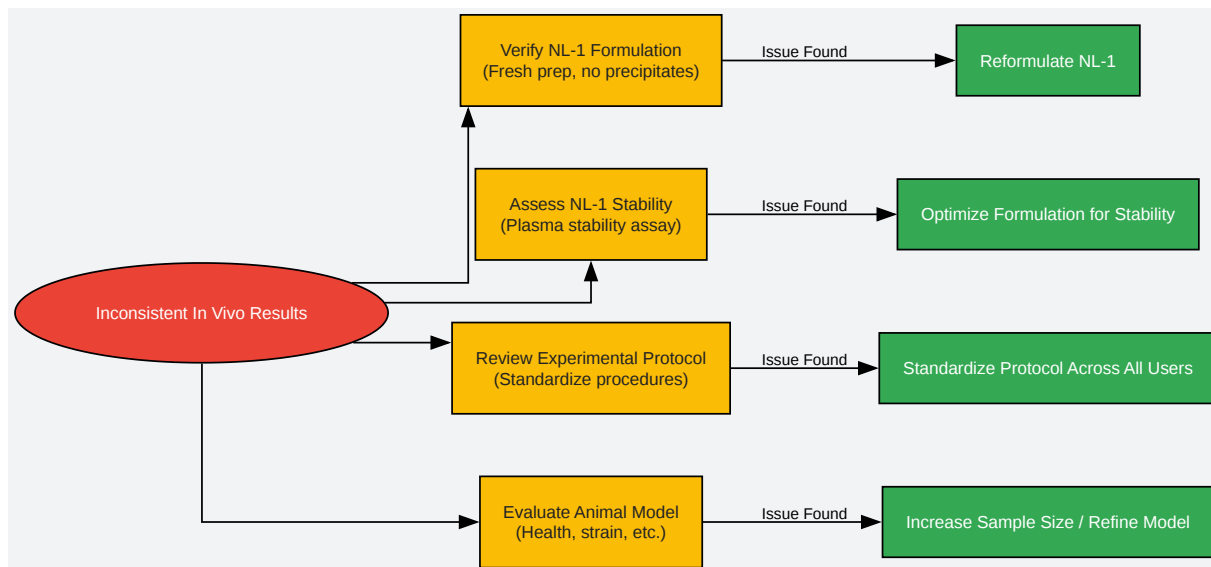 Verify NL-1 Formulation
(Fresh prep, no precipitates)
Issue Found
Reformulate NL-1
Assess NL-1 Stability
(Plasma stability assay)
Issue Found
Optimize Formulation for Stability
Inconsistent In Vivo Results
Review Experimental Protocol
(Standardize procedures)
Issue Found
Standardize Protocol Across All Users
Evaluate Animal Model
(Health, strain, etc.)
Issue Found
Increase Sample Size / Refine Model